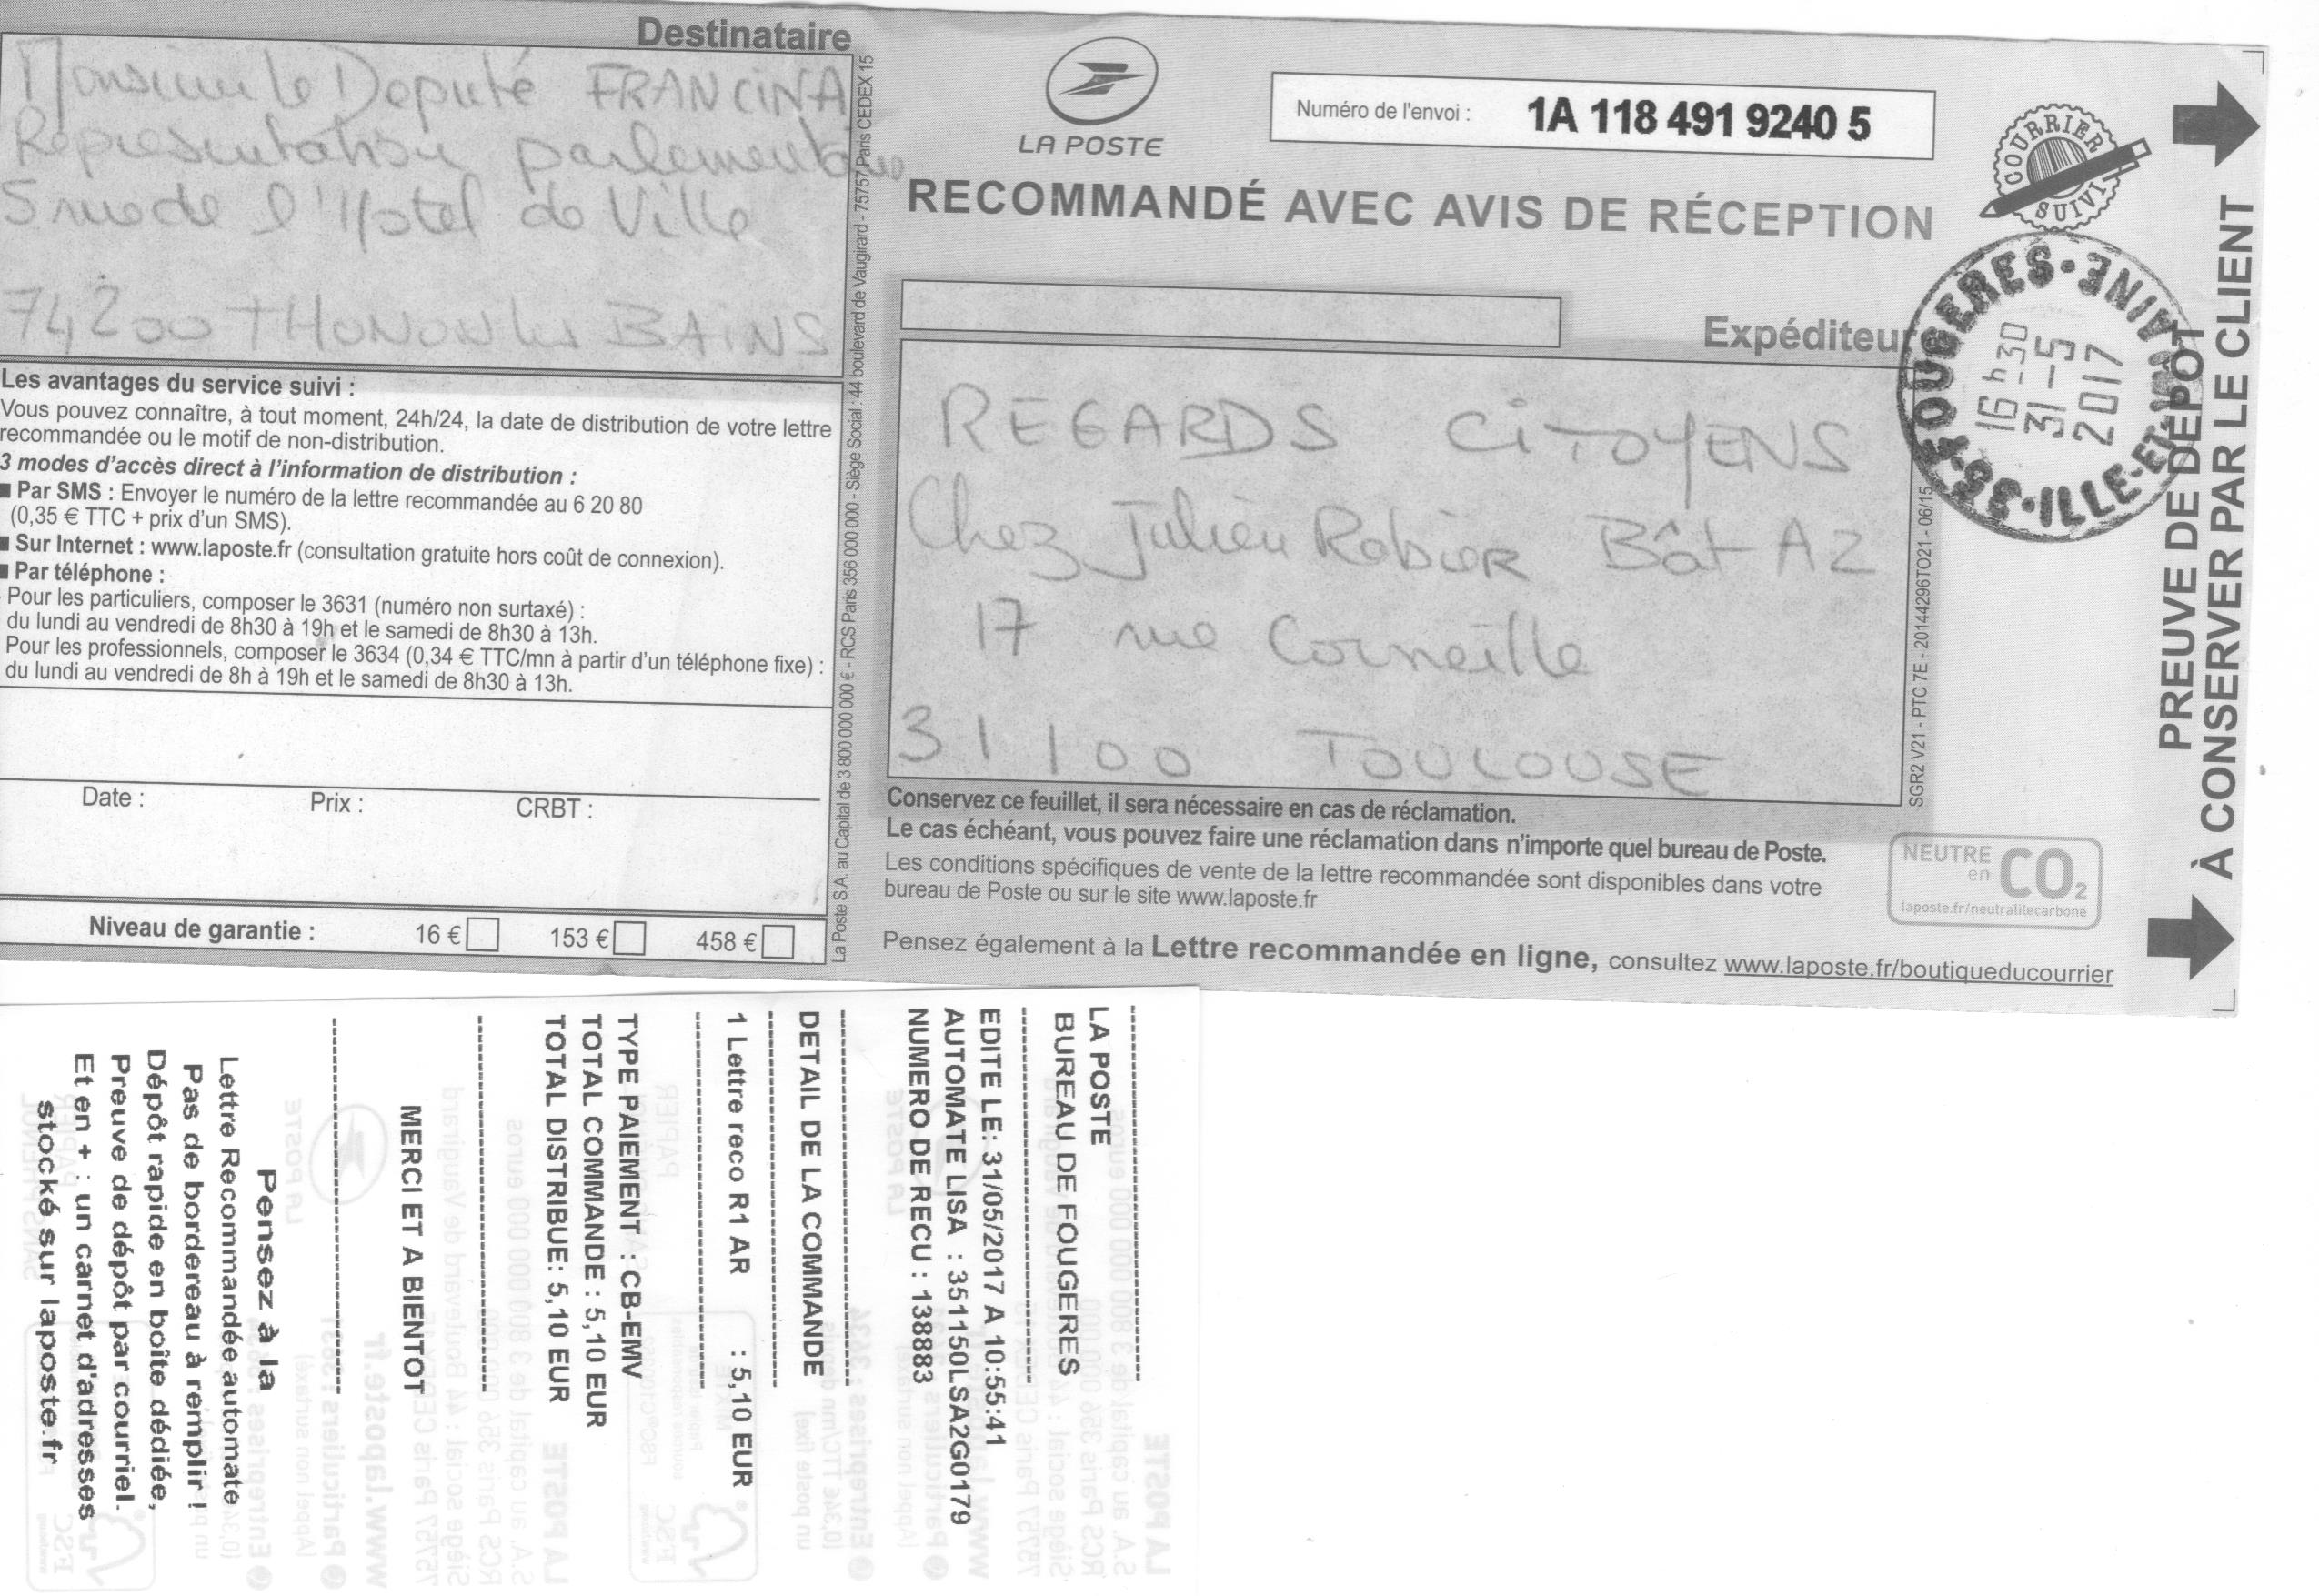 Destinataire
Monsieur le Deputé FRANCINA
Representation parlementaire
5 rue de l'Hotel de Ville
74200 THONON les BAINS
Les avantages du service suivi :
Vous pouvez connaître, à tout moment, 24h/24, la date de distribution de votre lettre
recommandée ou le motif de non-distribution.
3 modes d'accès direct à l'information de distribution :
■ Par SMS : Envoyer le numéro de la lettre recommandée au 6 20 80
(0,35 € TTC + prix d'un SMS).
■ Sur Internet : www.laposte.fr (consultation gratuite hors coût de connexion).
■ Par téléphone :
Pour les particuliers, composer le 3631 (numéro non surtaxé) :
du lundi au vendredi de 8h30 à 19h et le samedi de 8h30 à 13h.
Pour les professionnels, composer le 3634 (0,34 € TTC/mn à partir d'un téléphone fixe) :
du lundi au vendredi de 8h à 19h et le samedi de 8h30 à 13h.
Date : Prix : CRBT :
Niveau de garantie : 16 € 153 € 458 €
La Poste S.A. au Capital de 3 800 000 000 € - RCS Paris 356 000 000 - Siège Social : 44 boulevard de Vaugirard - 75757 Paris CEDEX 15
LA POSTE
Numéro de l'envoi : 1A 118 491 9240 5
COURRIER SUIVI
RECOMMANDÉ AVEC AVIS DE RÉCEPTION
Expéditeur
REGARDS CiTOYENS
Chez Julien Rabier Bât A2
17 rue Corneille
31100 TOULOUSE
FOUGERES
35-ILLE-ET-VILAINE
16h30
31-5
2017
SGR2 V21 - PTC 7E - 20144296TO21 - 06/15
PREUVE DE DÉPÔT
À CONSERVER PAR LE CLIENT
Conservez ce feuillet, il sera nécessaire en cas de réclamation.
Le cas échéant, vous pouvez faire une réclamation dans n'importe quel bureau de Poste.
Les conditions spécifiques de vente de la lettre recommandée sont disponibles dans votre
bureau de Poste ou sur le site www.laposte.fr
NEUTRE
en CO2
laposte.fr/neutralitecarbone
Pensez également à la Lettre recommandée en ligne, consultez www.laposte.fr/boutiqueducourrier
LA POSTE
BUREAU DE FOUGERES
EDITE LE: 31/05/2017 A 10:55:41
AUTOMATE LISA : 351150LSA2G0179
NUMERO DE RECU : 138883
DETAIL DE LA COMMANDE
1 Lettre reco R1 AR : 5,10 EUR
TYPE PAIEMENT : CB-EMV
TOTAL COMMANDE : 5,10 EUR
TOTAL DISTRIBUE: 5,10 EUR
MERCI ET A BIENTOT
Pensez à la
Lettre Recommandée automate
Pas de bordereau à remplir !
Dépôt rapide en boîte dédiée,
Preuve de dépôt par courriel.
Et en + : un carnet d'adresses
stocké sur laposte.fr